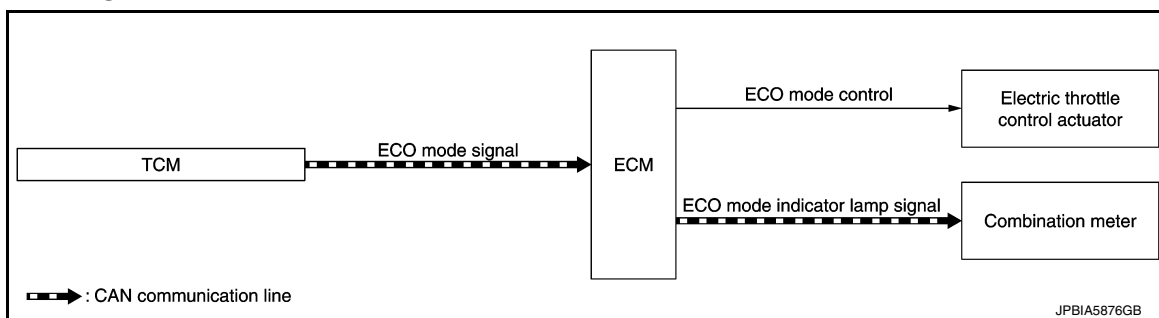 TCM
ECO mode signal
ECM
ECO mode control
Electric throttle
control actuator
ECO mode indicator lamp signal
Combination meter
: CAN communication line
JPBIA5876GB